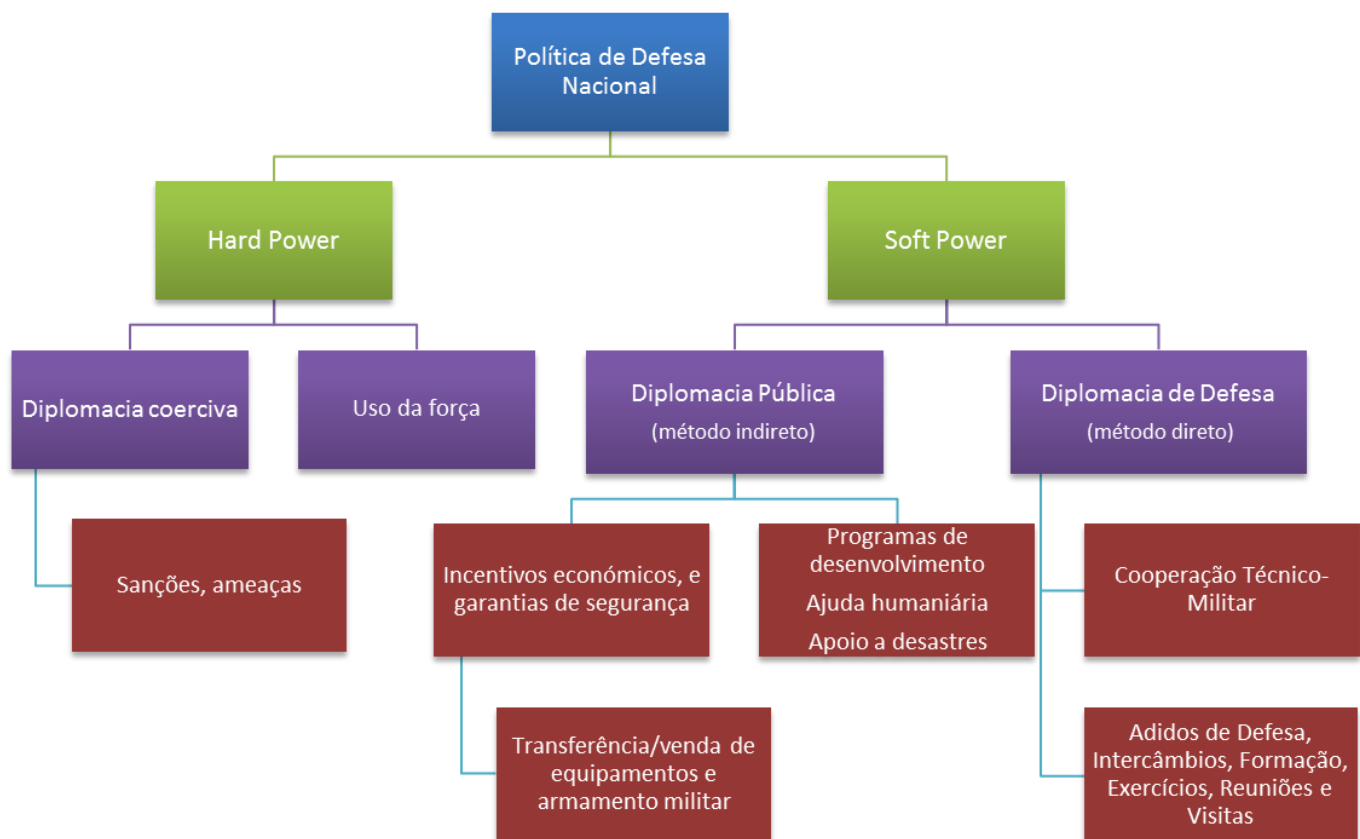 Política de Defesa
Nacional
Hard Power
Soft Power
Diplomacia coerciva
Uso da força
Diplomacia Pública
(método indireto)
Diplomacia de Defesa
(método direto)
Sanções, ameaças
Incentivos económicos, e
garantias de segurança
Programas de
desenvolvimento
Ajuda humaniária
Apoio a desastres
Cooperação Técnico-
Militar
Transferência/venda de
equipamentos e
armamento militar
Adidos de Defesa,
Intercâmbios, Formação,
Exercícios, Reuniões e
Visitas